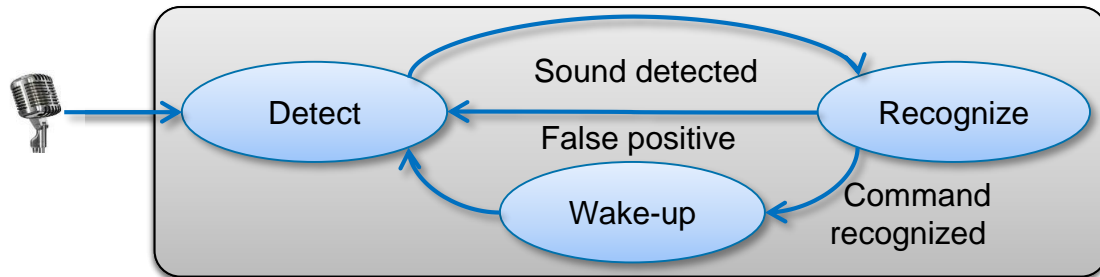 Sound detected
Detect
Recognize
False positive
Wake-up
Command
recognized